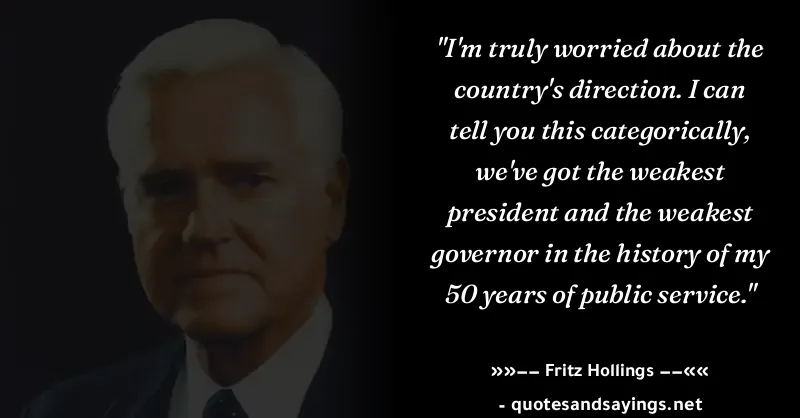 "I'm truly worried about the
country's direction. I can
tell you this categorically,
we've got the weakest
president and the weakest
governor in the history of my
50 years of public service."
»»−− Fritz Hollings −−««
- quotesandsayings.net